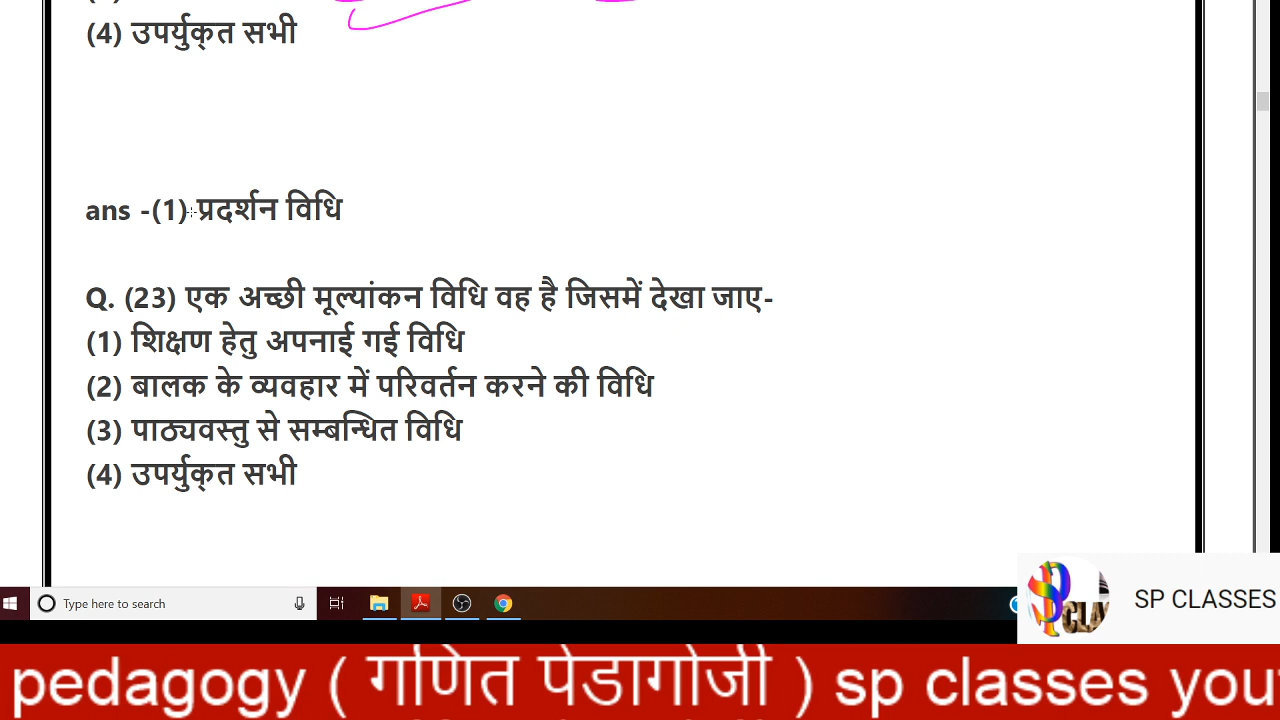 (4) उपर्युक्त सभी
ans -(1) प्रदर्शन विधि
Q. (23) एक अच्छी मूल्यांकन विधि वह है जिसमें देखा जाए-
(1) शिक्षण हेतु अपनाई गई विधि
(2) बालक के व्यवहार में परिवर्तन करने की विधि
(3) पाठ्यवस्तु से सम्बन्धित विधि
(4) उपर्युक्त सभी
Type here to search
SP CLASSES
pedagogy ( गणित पेडागोजी ) sp classes you